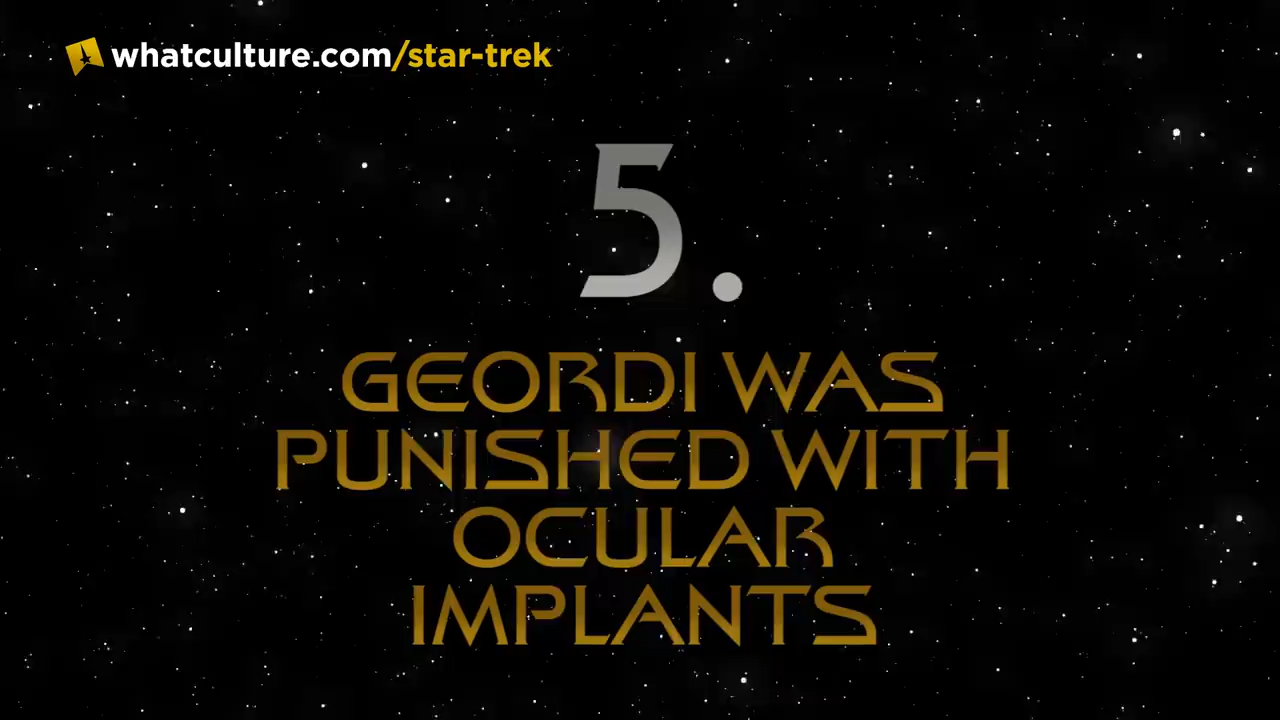 whatculture.com/star-trek
5.
GEORDI WAS
PUNISHED WITH
OCULAR
IMPLANTS